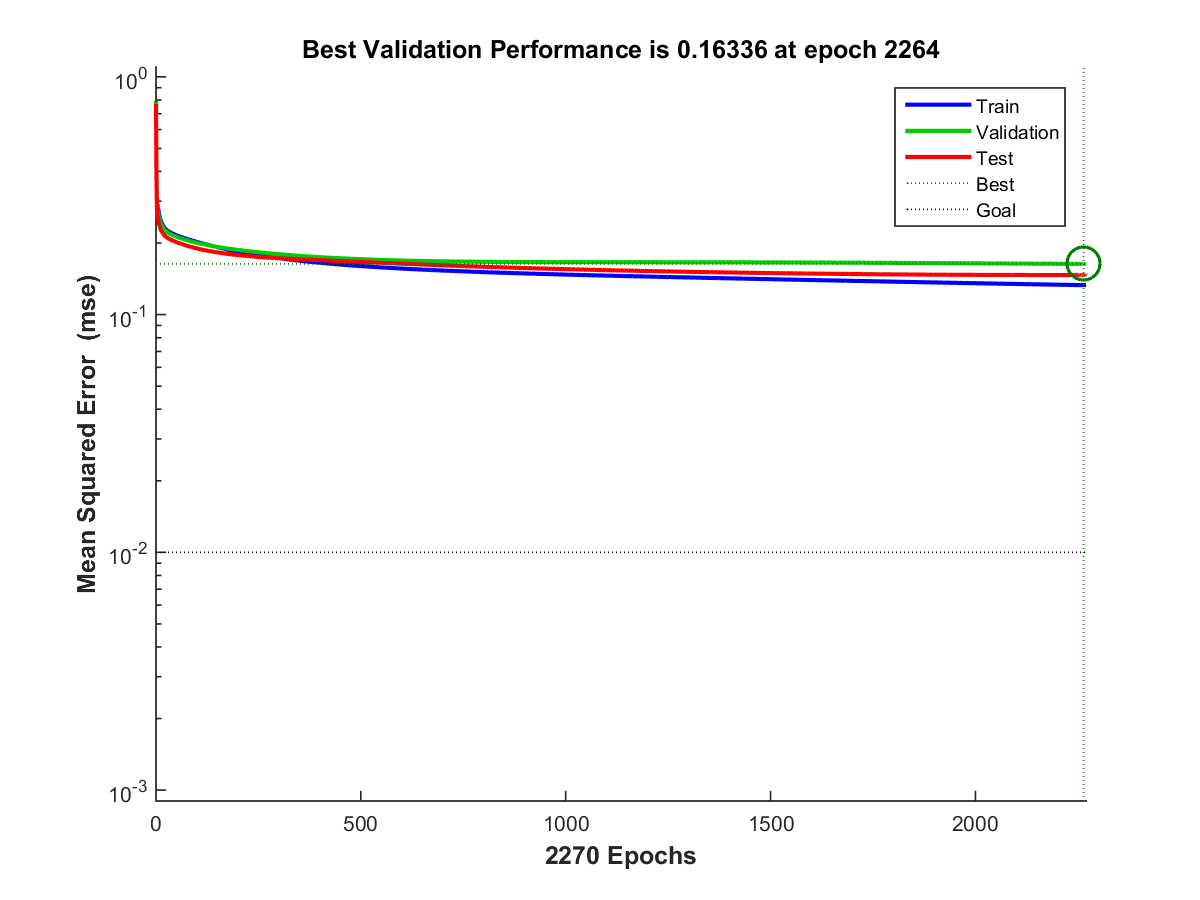 Best Validation Performance is 0.16336 at epoch 2264
Train
Validation
Test
Best
Goal
Mean Squared Error  (mse)
10^0
10^-1
10^-2
10^-3
0 500 1000 1500 2000
2270 Epochs